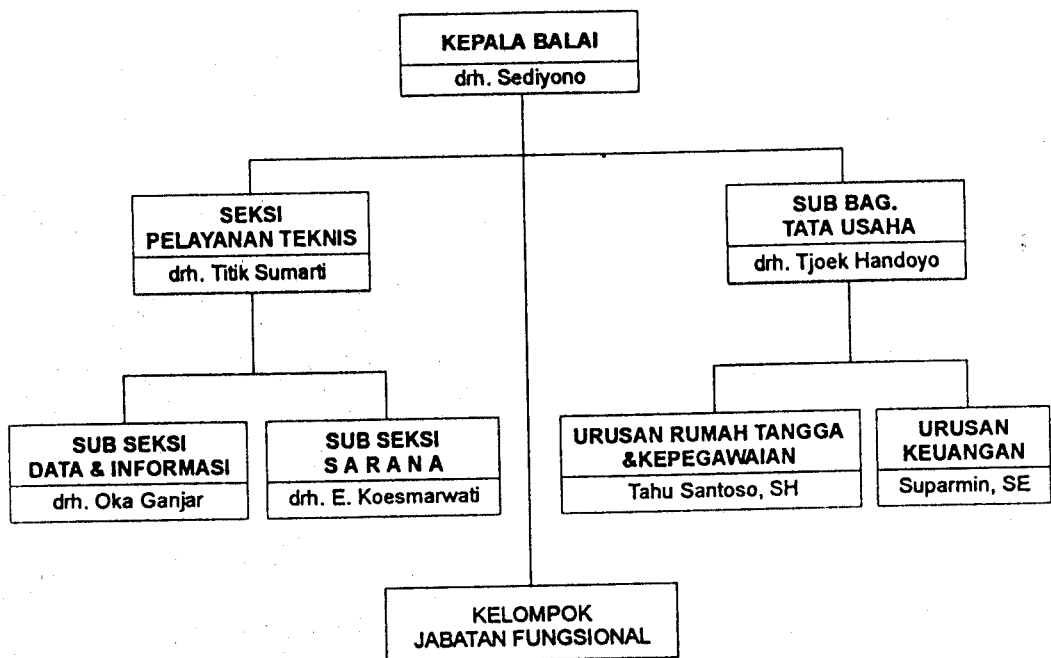 KEPALA BALAI
drh. Sediyono
SEKSI
PELAYANAN TEKNIS
drh. Titik Sumarti
SUB BAG.
TATA USAHA
drh. Tjoek Handoyo
SUB SEKSI
DATA & INFORMASI
drh. Oka Ganjar
SUB SEKSI
S A R A N A
drh. E. Koesmarwati
URUSAN RUMAH TANGGA
&KEPEGAWAIAN
Tahu Santoso, SH
URUSAN
KEUANGAN
Suparmin, SE
KELOMPOK
JABATAN FUNGSIONAL